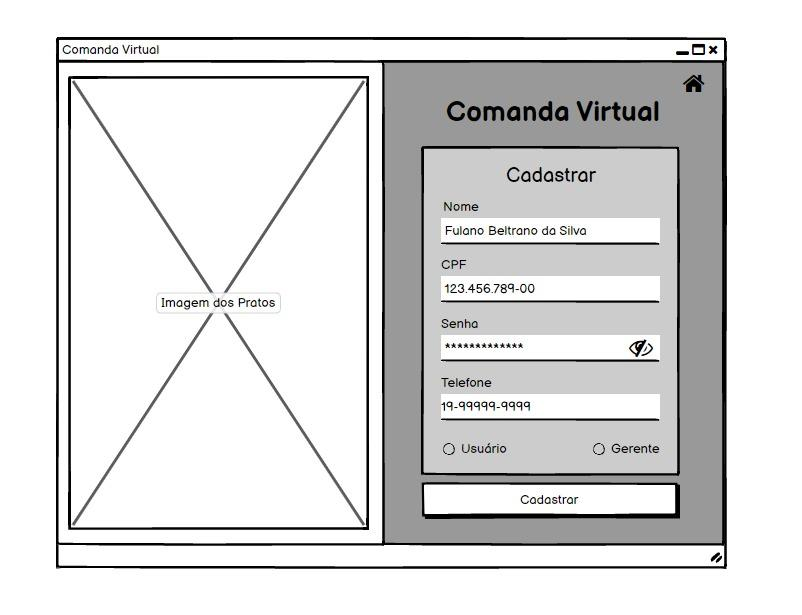 Comanda Virtual
Imagem dos Pratos
Comanda Virtual
Cadastrar
Nome
Fulano Beltrano da Silva
CPF
123.456.789-00
Senha
*************
Telefone
19-99999-9999
Usuário Gerente
Cadastrar